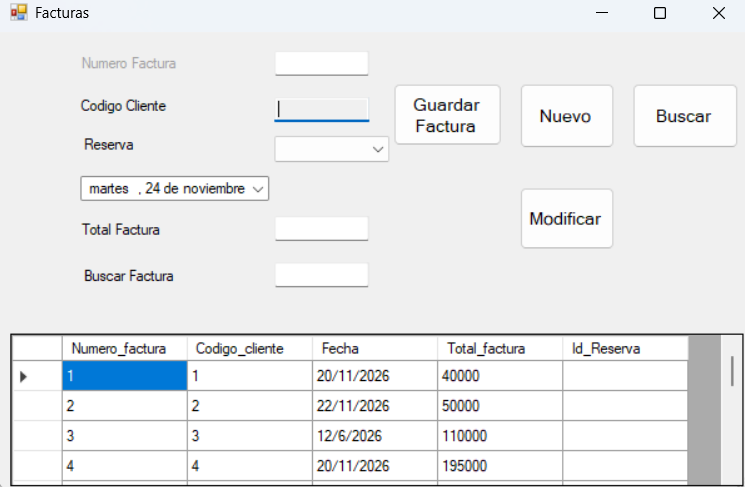 Facturas
Numero Factura
Codigo Cliente
Guardar Factura
Nuevo
Buscar
Reserva
martes , 24 de noviembre
Modificar
Total Factura
Buscar Factura
Numero_factura Codigo_cliente Fecha Total_factura Id_Reserva
1 1 20/11/2026 40000
2 2 22/11/2026 50000
3 3 12/6/2026 110000
4 4 20/11/2026 195000